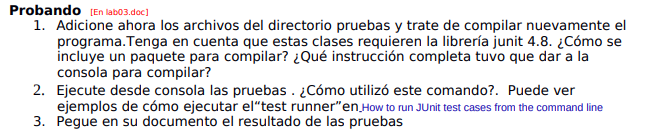 Probando [En lab03.doc]
1. Adicione ahora los archivos del directorio pruebas y trate de compilar nuevamente el
programa.Tenga en cuenta que estas clases requieren la librería junit 4.8. ¿Cómo se
incluye un paquete para compilar? ¿Qué instrucción completa tuvo que dar a la
consola para compilar?
2. Ejecute desde consola las pruebas . ¿Cómo utilizó este comando?. Puede ver
ejemplos de cómo ejecutar el“test runner”en How to run JUnit test cases from the command line
3. Pegue en su documento el resultado de las pruebas